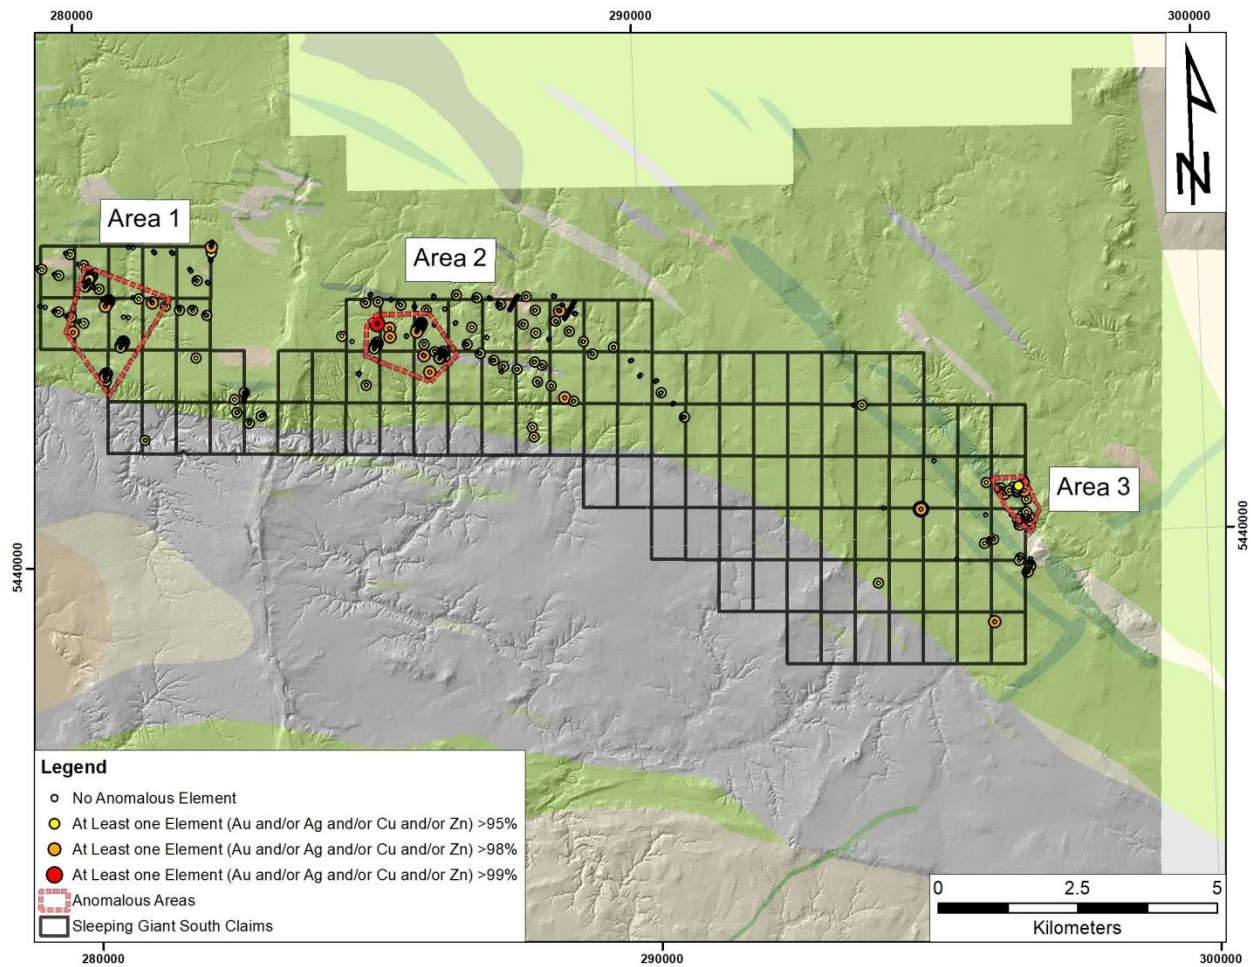 280000
290000
300000
N
Area 1
Area 2
Area 3
5440000
5440000
Legend
No Anomalous Element
At Least one Element (Au and/or Ag and/or Cu and/or Zn) >95%
At Least one Element (Au and/or Ag and/or Cu and/or Zn) >98%
At Least one Element (Au and/or Ag and/or Cu and/or Zn) >99%
Anomalous Areas
Sleeping Giant South Claims
0 2.5 5
Kilometers
280000
290000
300000